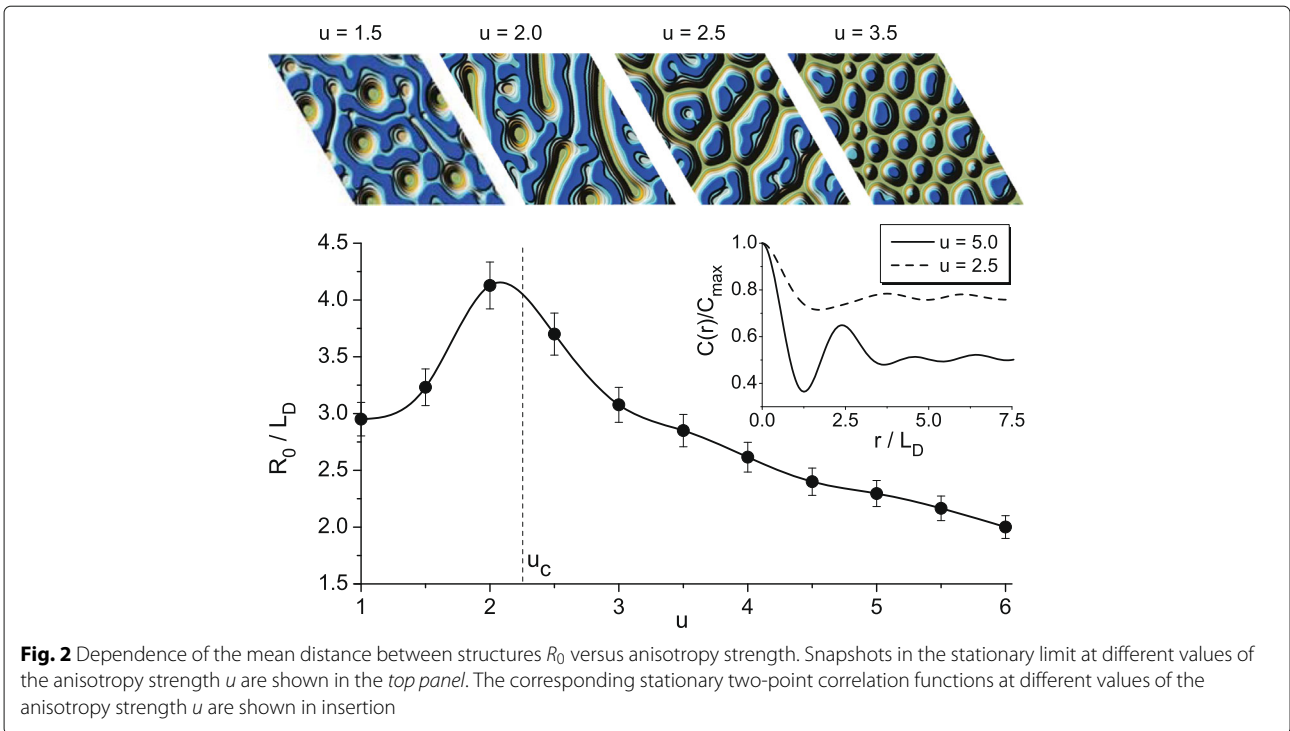 u = 1.5 u = 2.0 u = 2.5 u = 3.5
4.5
4.0
3.5
3.0
2.5
2.0
1.5
R0 / LD
1 2 3 4 5 6
u
uc
u = 5.0
u = 2.5
1.0
0.8
0.6
0.4
C(r)/Cmax
0.0 2.5 5.0 7.5
r / LD
Fig. 2 Dependence of the mean distance between structures R0 versus anisotropy strength. Snapshots in the stationary limit at different values of
the anisotropy strength u are shown in the top panel. The corresponding stationary two-point correlation functions at different values of the
anisotropy strength u are shown in insertion